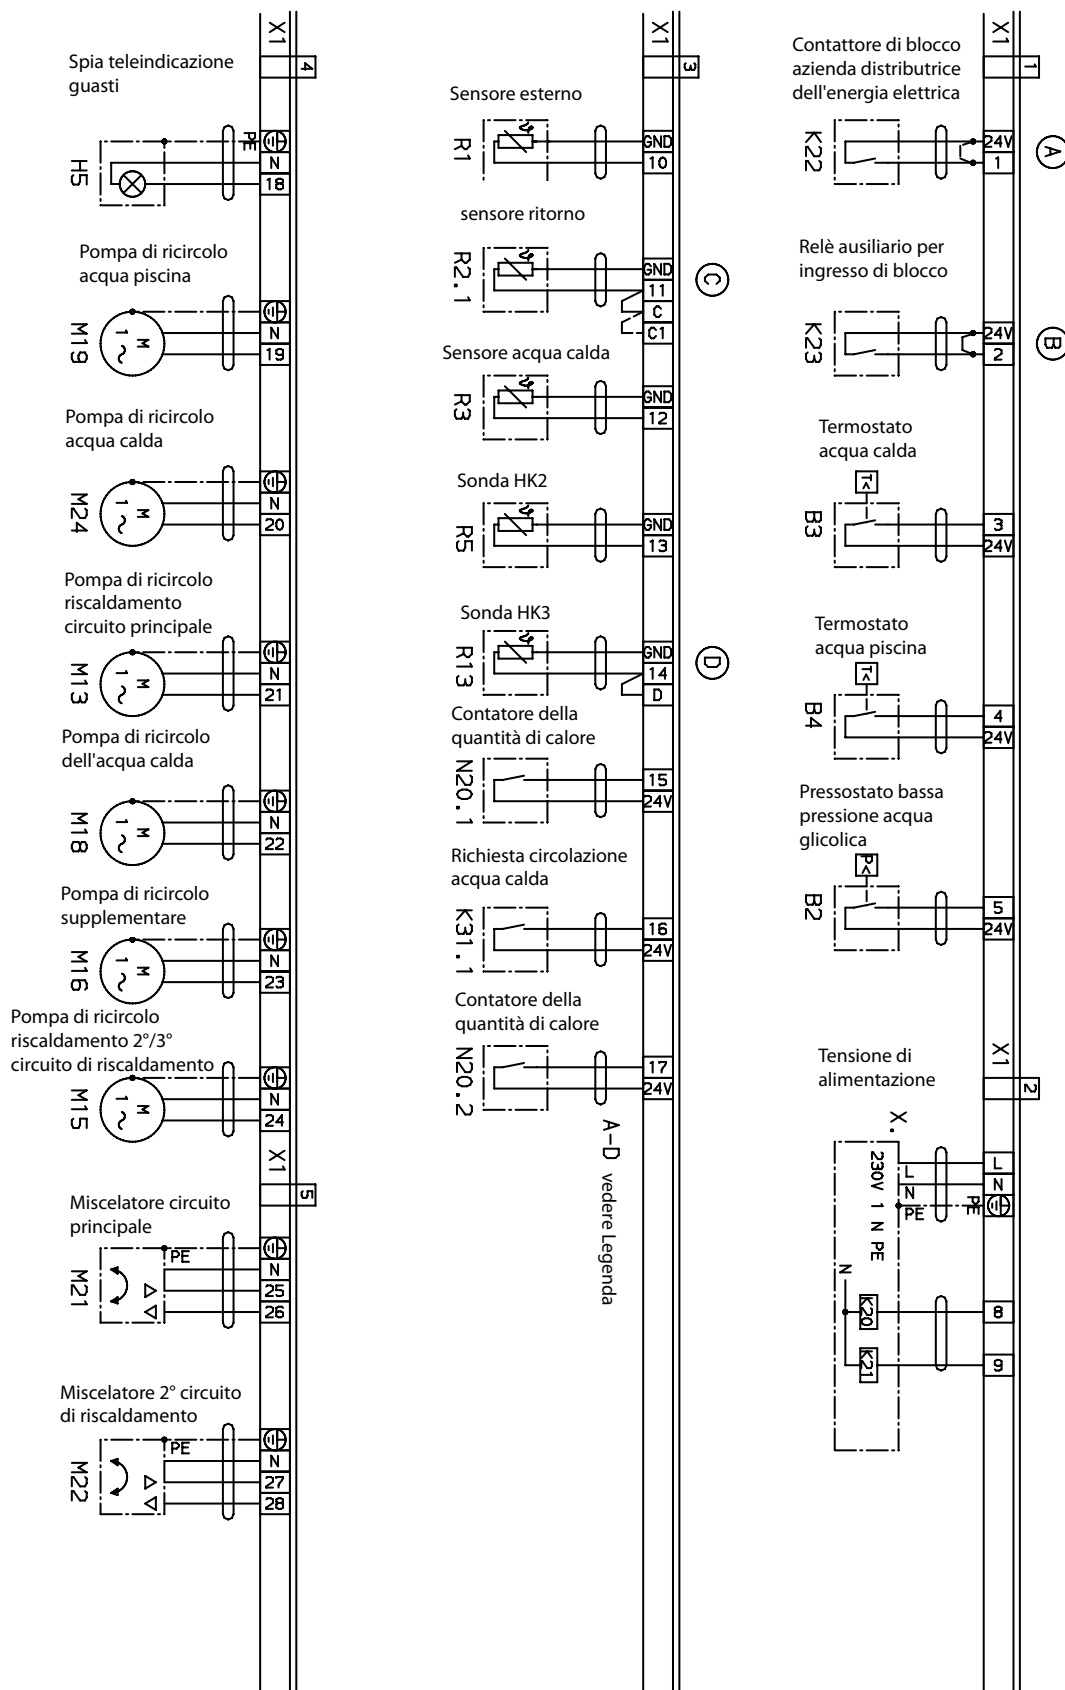 X1
4
Spia teleindicazione
guasti
PE
N
18
H5
Pompa di ricircolo
acqua piscina
N
19
M
1~
M19
Pompa di ricircolo
acqua calda
N
20
M
1~
M24
Pompa di ricircolo
riscaldamento
circuito principale
N
21
M
1~
M13
Pompa di ricircolo
dell'acqua calda
N
22
M
1~
M18
Pompa di ricircolo
supplementare
N
23
M
1~
M16
Pompa di ricircolo
riscaldamento 2°/3°
circuito di riscaldamento
N
24
M
1~
M15
X1
5
Miscelatore circuito
principale
PE
N
25
26
M21
Miscelatore 2° circuito
di riscaldamento
PE
N
27
28
M22
X1
3
Sensore esterno
GND
10
R1
sensore ritorno
GND
11
C
C1
R2.1
C
Sensore acqua calda
GND
12
R3
Sonda HK2
GND
13
R5
Sonda HK3
GND
14
D
R13
D
Contatore della
quantità di calore
15
24V
N20.1
Richiesta circolazione
acqua calda
16
24V
K31.1
Contatore della
quantità di calore
17
24V
N20.2
A-D vedere Legenda
X1
1
Contattore di blocco
azienda distributrice
dell'energia elettrica
24V
1
K22
A
Relè ausiliario per
ingresso di blocco
24V
2
K23
B
Termostato
acqua calda
T<
3
24V
B3
Termostato
acqua piscina
T<
4
24V
B4
Pressostato bassa
pressione acqua
glicolica
P<
5
24V
B2
X1
2
Tensione di
alimentazione
X.
L
N
PE
L
N
PE
230V 1 N PE
N
K20
8
K21
9